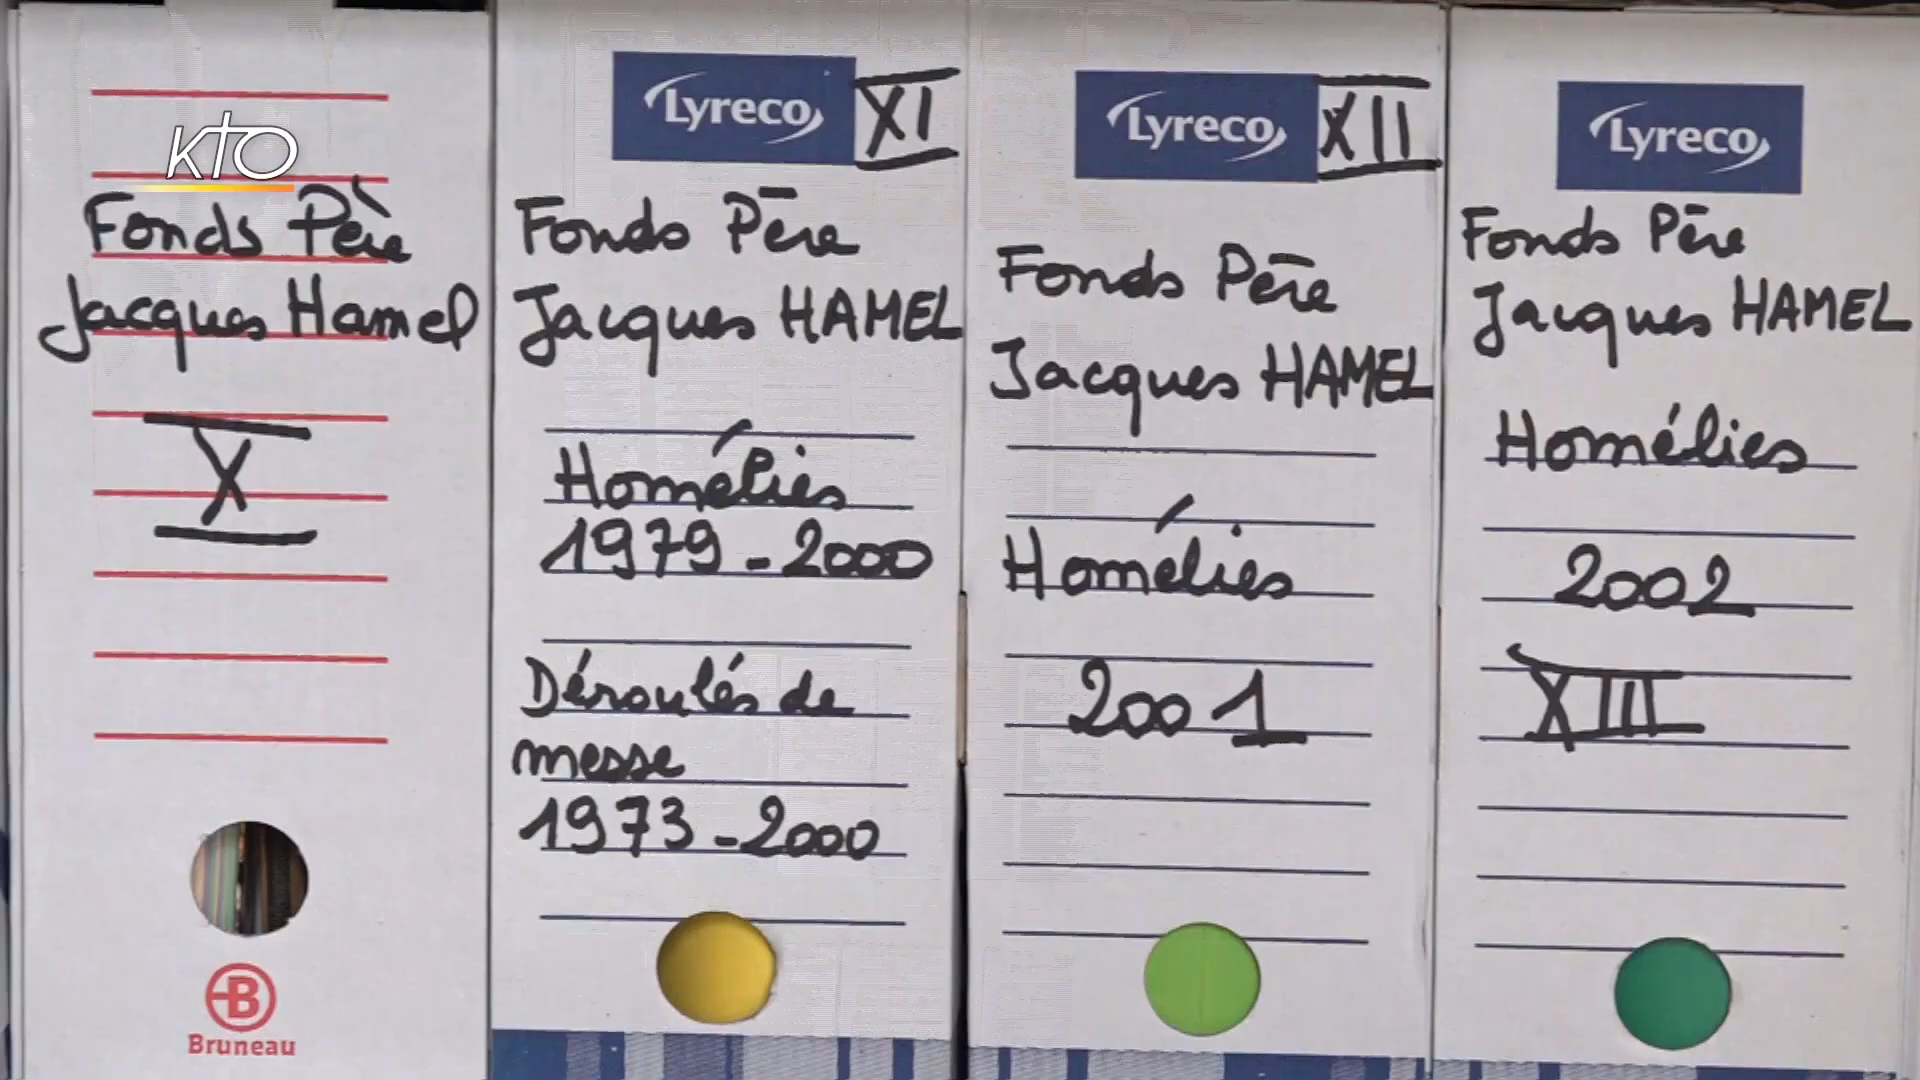 KTO
Fonds Père
Jacques Hamel
X
Bruneau
Lyreco XI
Fonds Père
Jacques HAMEL
Homélies
1979-2000
Déroulés de
messe
1973-2000
Lyreco XII
Fonds Père
Jacques HAMEL
Homélies
2001
Lyreco
Fonds Père
Jacques HAMEL
Homélies
2002
XIII